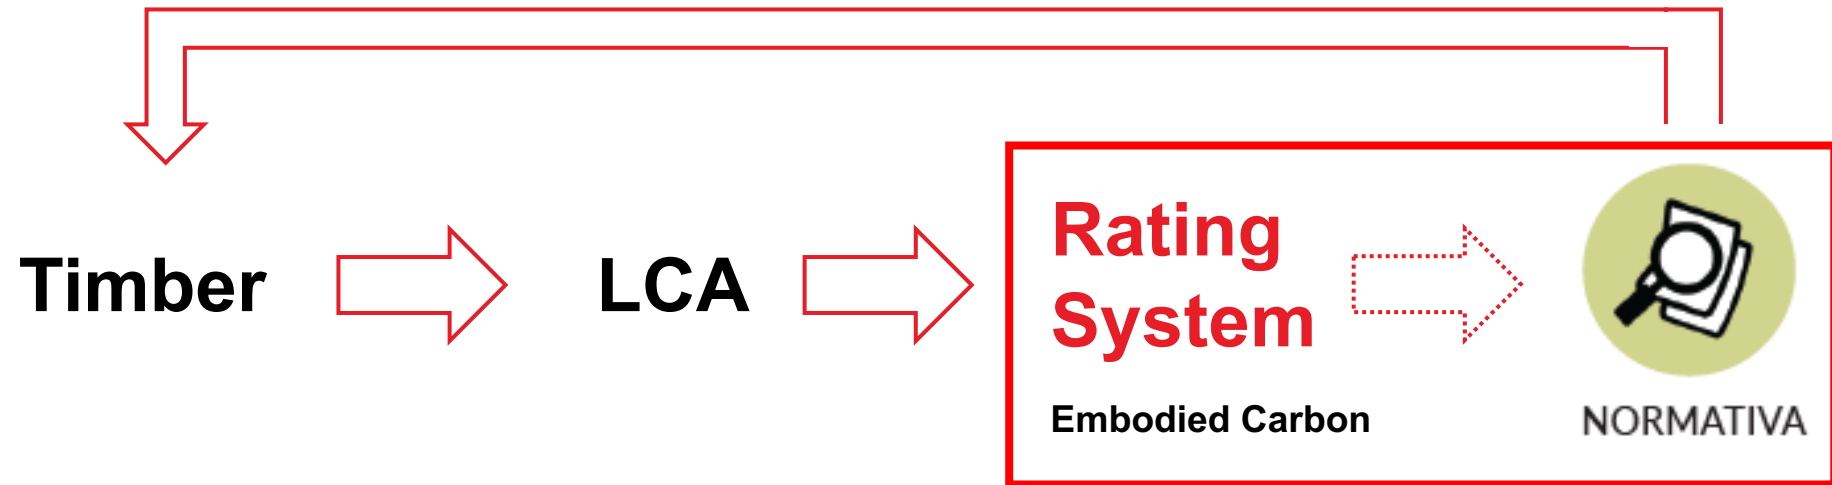 Timber
LCA
Rating
System
Embodied Carbon
NORMATIVA